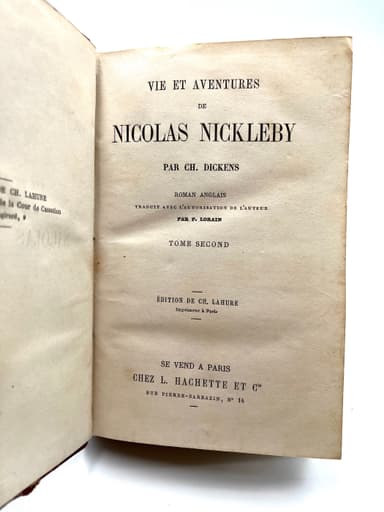 DE CH. LAHURE
de la Cour de Cassation
VIE ET AVENTURES
DE
NICOLAS NICKLEBY
PAR CH. DICKENS
ROMAN ANGLAIS
TRADUIT AVEC L'AUTORISATION DE L'AUTEUR
PAR P. LORAIN
TOME SECOND
ÉDITION DE CH. LAHURE
Imprimeur à Paris
SE VEND A PARIS
CHEZ L. HACHETTE ET Cie
RUE PIERRE-SARRAZIN, No 14